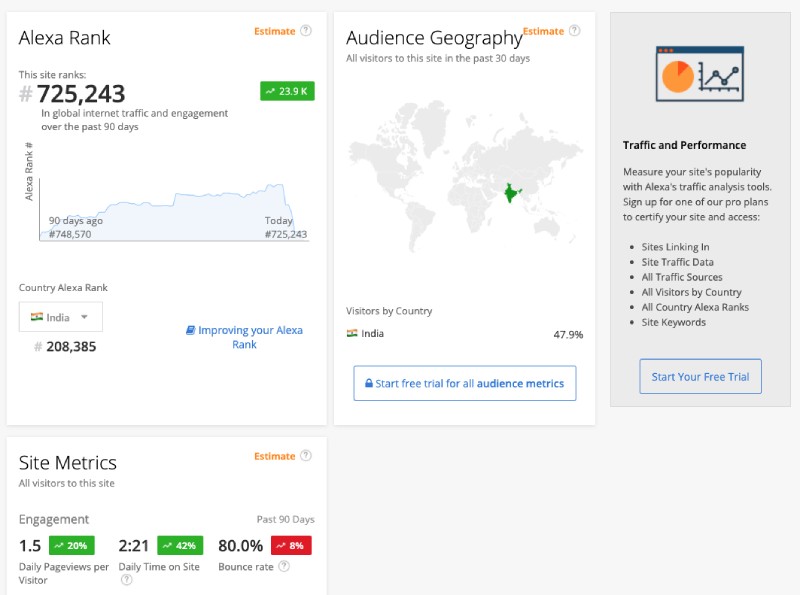 Alexa Rank
Estimate
This site ranks:
# 725,243
23.9 K
In global internet traffic and engagement
over the past 90 days
Alexa Rank #
90 days ago
#748,570
Today
#725,243
Country Alexa Rank
India
# 208,385
Improving your Alexa
Rank
Audience Geography
Estimate
All visitors to this site in the past 30 days
Visitors by Country
India
47.9%
Start free trial for all audience metrics
Traffic and Performance
Measure your site's popularity
with Alexa's traffic analysis tools.
Sign up for one of our pro plans
to certify your site and access:
Sites Linking In
Site Traffic Data
All Traffic Sources
All Visitors by Country
All Country Alexa Ranks
Site Keywords
Start Your Free Trial
Site Metrics
Estimate
All visitors to this site
Engagement
Past 90 Days
1.5 20%
Daily Pageviews per
Visitor
2:21 42%
Daily Time on Site
80.0% 8%
Bounce rate